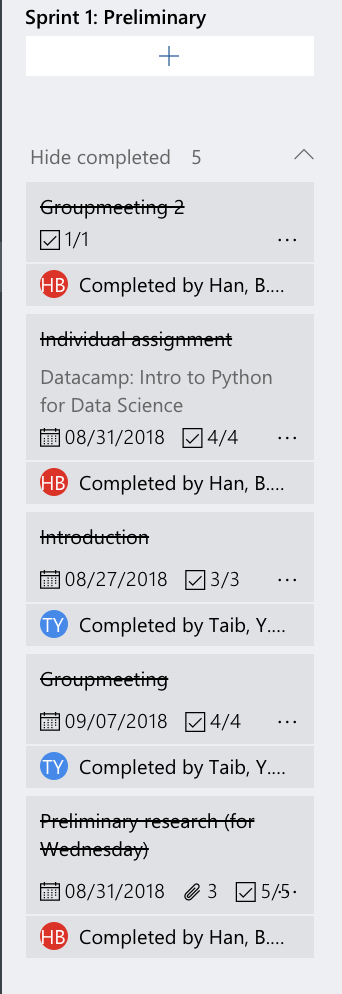 Sprint 1: Preliminary
Hide completed 5
Groupmeeting 2
1/1
HB Completed by Han, B....
Individual assignment
Datacamp: Intro to Python
for Data Science
08/31/2018 4/4
HB Completed by Han, B....
Introduction
08/27/2018 3/3
TY Completed by Taib, Y....
Groupmeeting
09/07/2018 4/4
TY Completed by Taib, Y....
Preliminary research (for
Wednesday)
08/31/2018 3 5/5
HB Completed by Han, B....